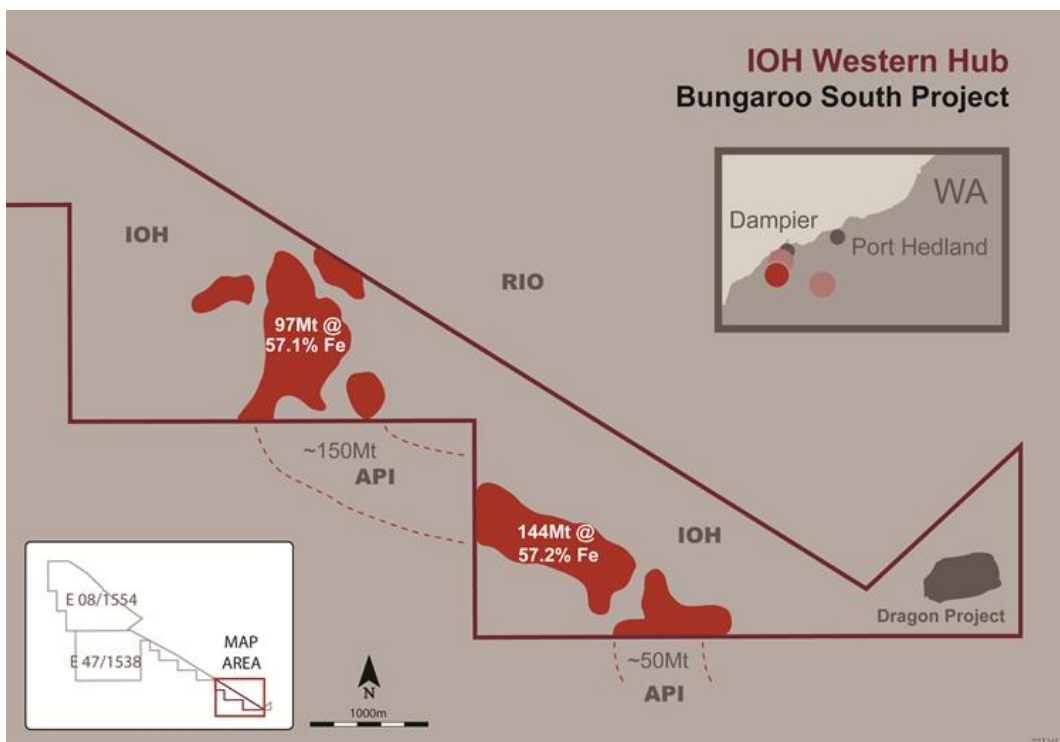 IOH Western Hub
Bungaroo South Project
WA
Dampier
Port Hedland
IOH
RIO
97Mt @
57.1% Fe
~150Mt
API
144Mt @
57.2% Fe
IOH
Dragon Project
~50Mt
API
E 08/1554
E 47/1538
MAP
AREA
N
1000m